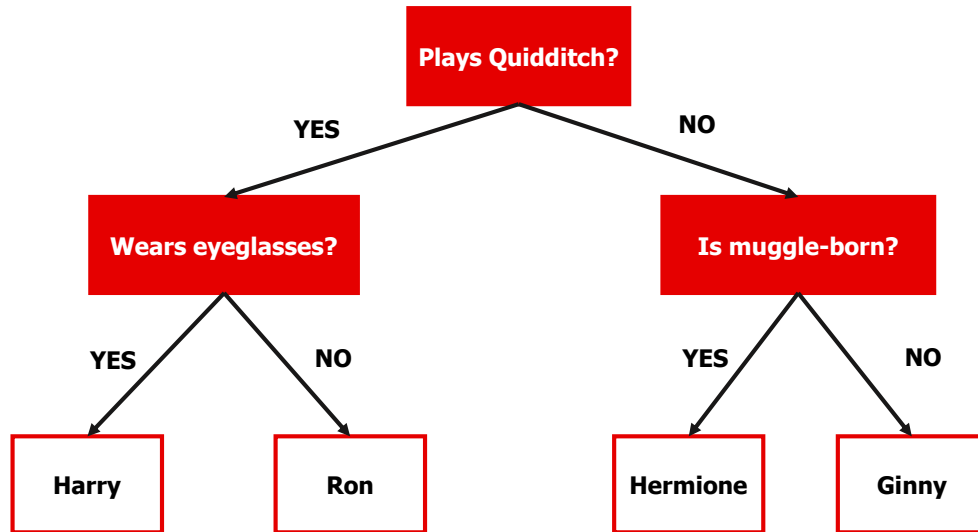 Plays Quidditch?
YES
NO
Wears eyeglasses?
Is muggle-born?
YES
NO
YES
NO
Harry
Ron
Hermione
Ginny